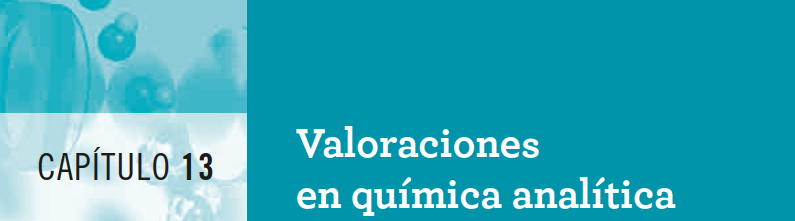 CAPÍTULO 13
Valoraciones
en química analítica